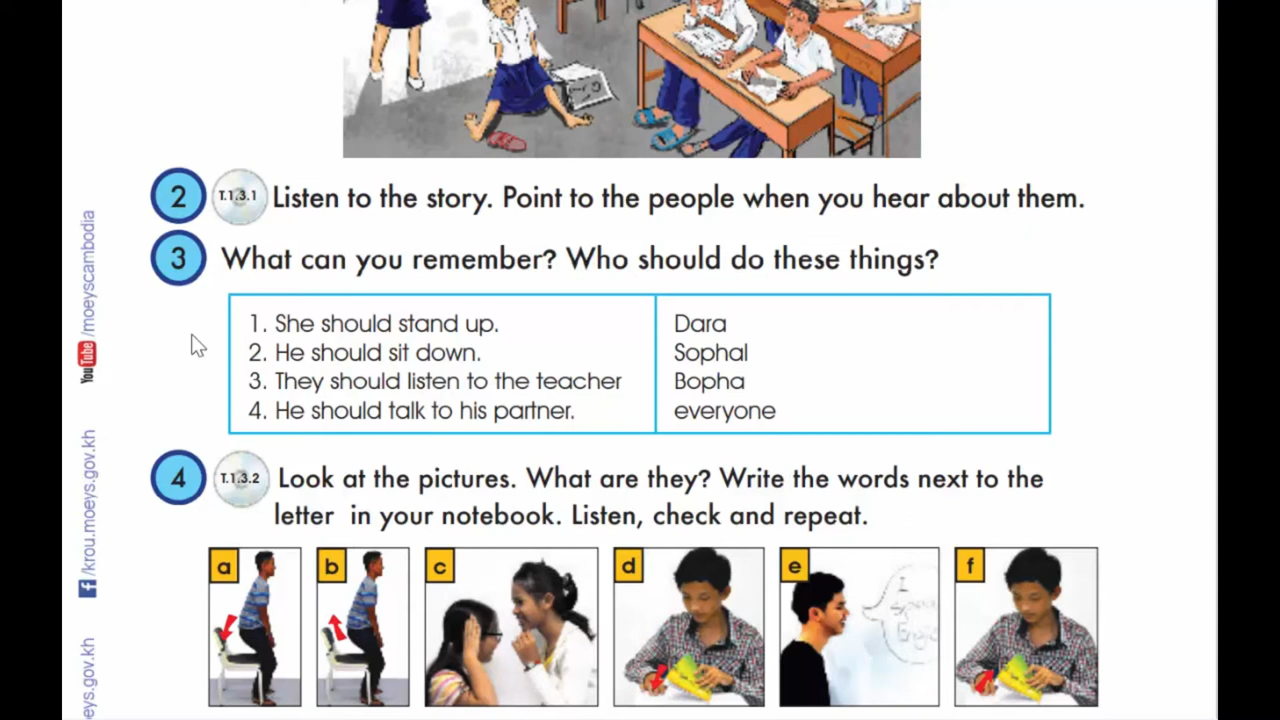 2 T.1.3.1 Listen to the story. Point to the people when you hear about them.
3 What can you remember? Who should do these things?
1. She should stand up.
2. He should sit down.
3. They should listen to the teacher
4. He should talk to his partner.
Dara
Sophal
Bopha
everyone
4 T.1.3.2 Look at the pictures. What are they? Write the words next to the
letter in your notebook. Listen, check and repeat.
a
b
c
d
e
I
f
YouTube /moeyscambodia
f /krou.moeys.gov.kh
eys.gov.kh